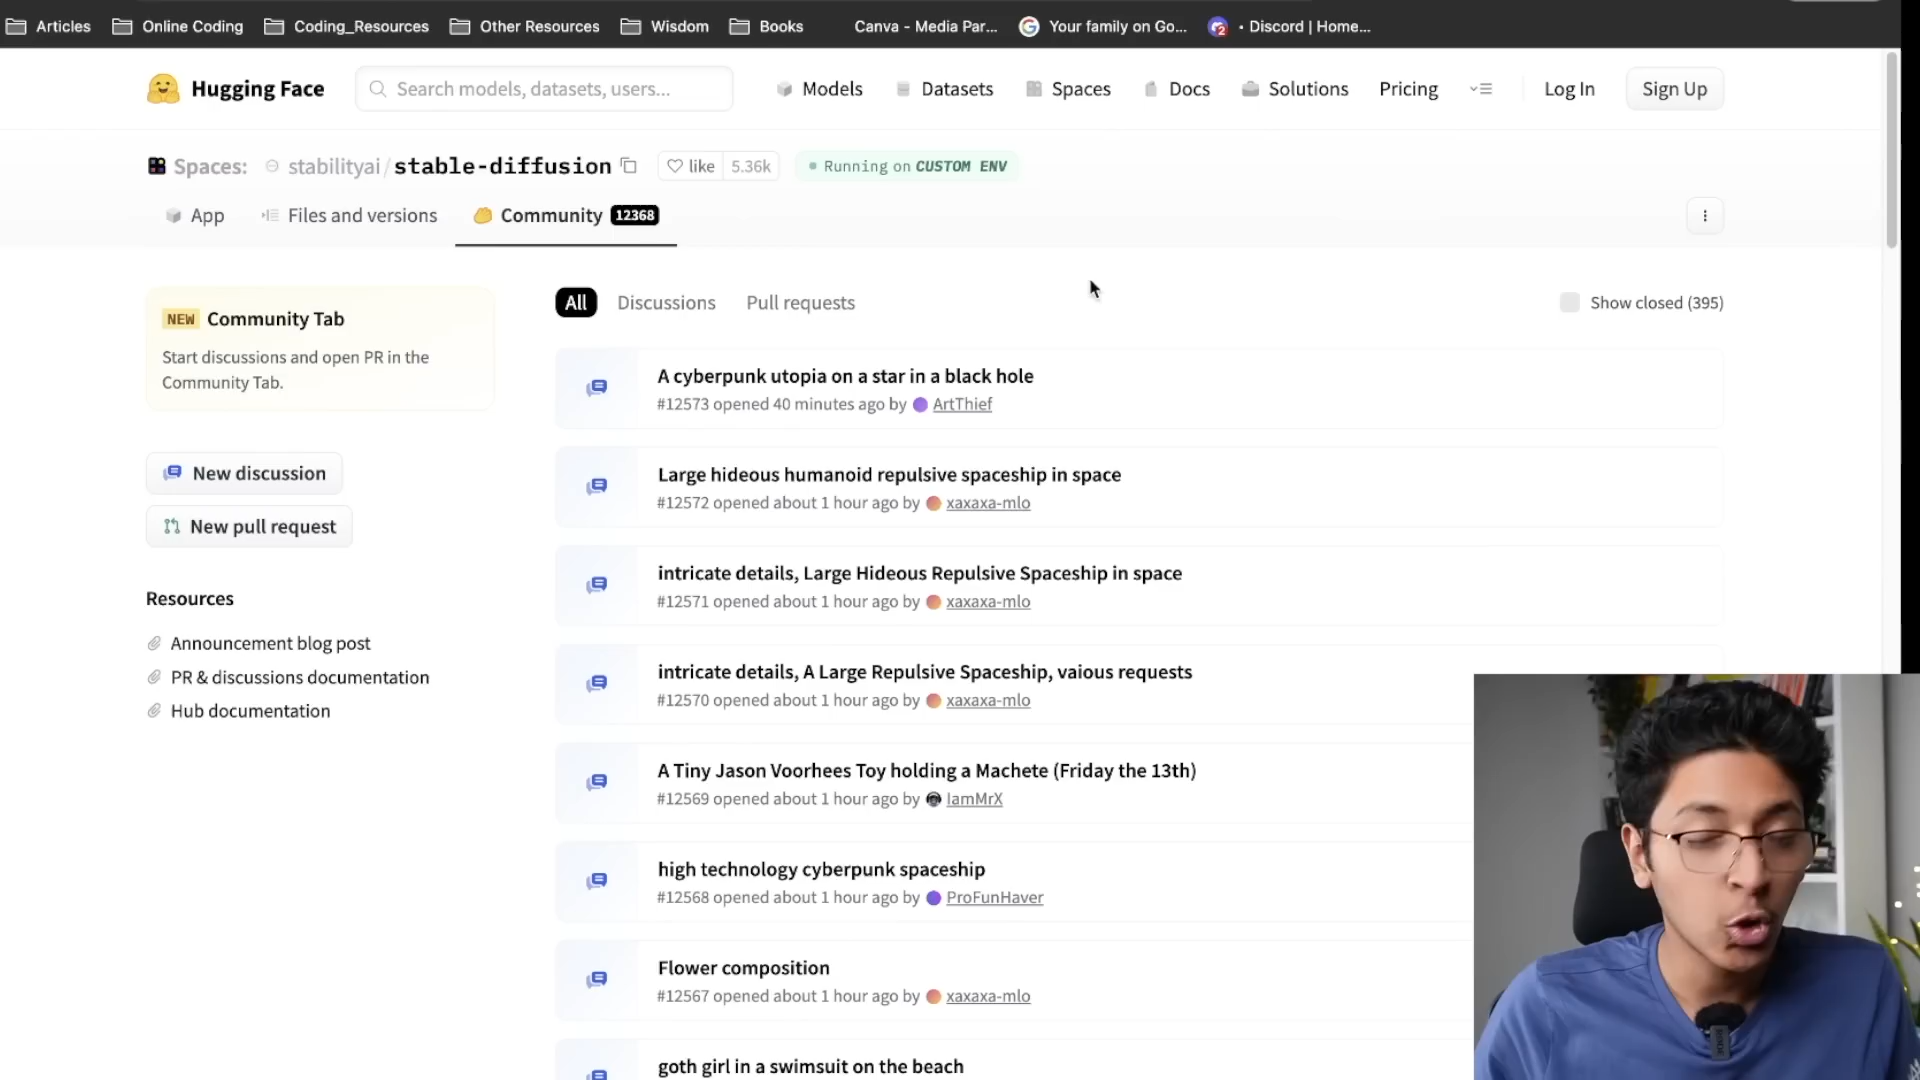 Articles Online Coding Coding_Resources Other Resources Wisdom Books Canva - Media Par... Your family on Go... 2 • Discord | Home...
Hugging Face Search models, datasets, users... Models Datasets Spaces Docs Solutions Pricing Log In Sign Up
Spaces: stabilityai/stable-diffusion like 5.36k • Running on CUSTOM ENV
App Files and versions Community 12368
NEW Community Tab
Start discussions and open PR in the
Community Tab.
New discussion
New pull request
Resources
Announcement blog post
PR & discussions documentation
Hub documentation
All Discussions Pull requests Show closed (395)
A cyberpunk utopia on a star in a black hole
#12573 opened 40 minutes ago by ArtThief
Large hideous humanoid repulsive spaceship in space
#12572 opened about 1 hour ago by xaxaxa-mlo
intricate details, Large Hideous Repulsive Spaceship in space
#12571 opened about 1 hour ago by xaxaxa-mlo
intricate details, A Large Repulsive Spaceship, vaious requests
#12570 opened about 1 hour ago by xaxaxa-mlo
A Tiny Jason Voorhees Toy holding a Machete (Friday the 13th)
#12569 opened about 1 hour ago by IamMrX
high technology cyberpunk spaceship
#12568 opened about 1 hour ago by ProFunHaver
Flower composition
#12567 opened about 1 hour ago by xaxaxa-mlo
goth girl in a swimsuit on the beach